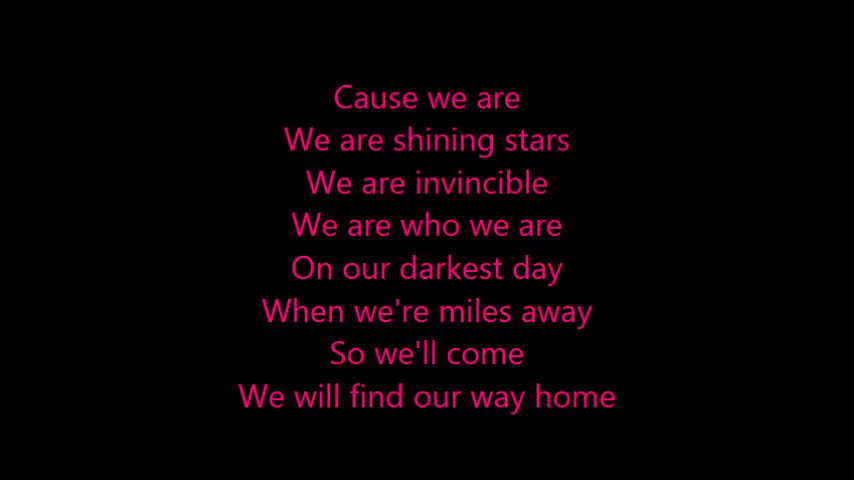 Cause we are
We are shining stars
We are invincible
We are who we are
On our darkest day
When we're miles away
So we'll come
We will find our way home